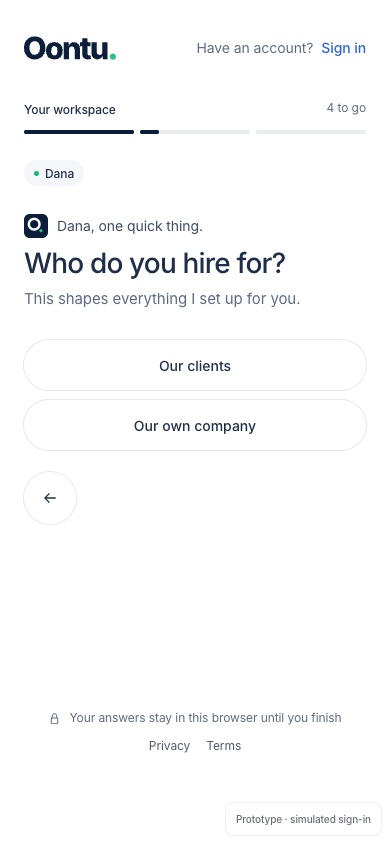 Oontu.
Have an account? Sign in
Your workspace
4 to go
Dana
Dana, one quick thing.
Who do you hire for?
This shapes everything I set up for you.
Our clients
Our own company
Your answers stay in this browser until you finish
Privacy Terms
Prototype · simulated sign-in